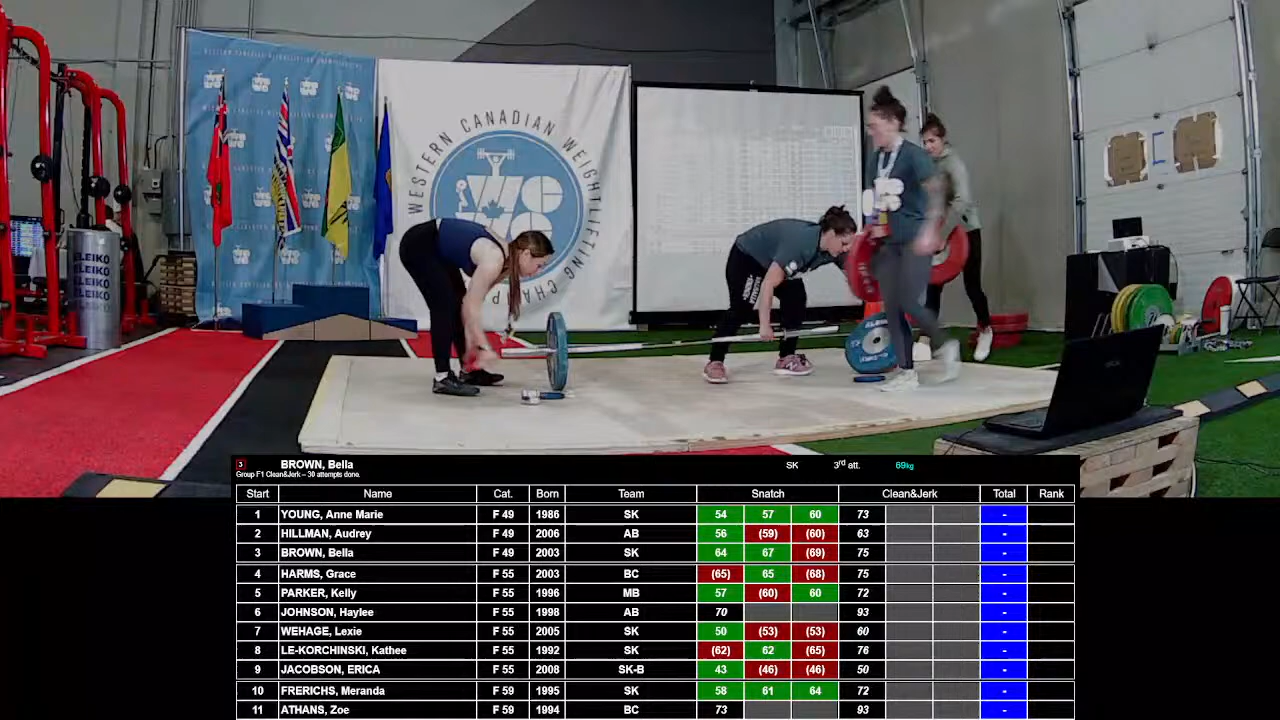 WESTERN CANADIAN WEIGHTLIFTING CHAMP
WC
ELEIKO
ELEIKO
ELEIKO
ELEIKO
ELEIKO
C
3 BROWN, Bella SK 3rd att. 69kg
Group F1 Clean&Jerk – 30 attempts done.
Start Name Cat. Born Team Snatch Clean&Jerk Total Rank
1 YOUNG, Anne Marie F 49 1986 SK 54 57 60 73 -
2 HILLMAN, Audrey F 49 2006 AB 56 (59) (60) 63 -
3 BROWN, Bella F 49 2003 SK 64 67 (69) 75 -
4 HARMS, Grace F 55 2003 BC (65) 65 (68) 75 -
5 PARKER, Kelly F 55 1996 MB 57 (60) 60 72 -
6 JOHNSON, Haylee F 55 1998 AB 70 93 -
7 WEHAGE, Lexie F 55 2005 SK 50 (53) (53) 60 -
8 LE-KORCHINSKI, Kathee F 55 1992 SK (62) 62 (65) 76 -
9 JACOBSON, ERICA F 55 2008 SK-B 43 (46) (46) 50 -
10 FRERICHS, Meranda F 59 1995 SK 58 61 64 72 -
11 ATHANS, Zoe F 59 1994 BC 73 93 -